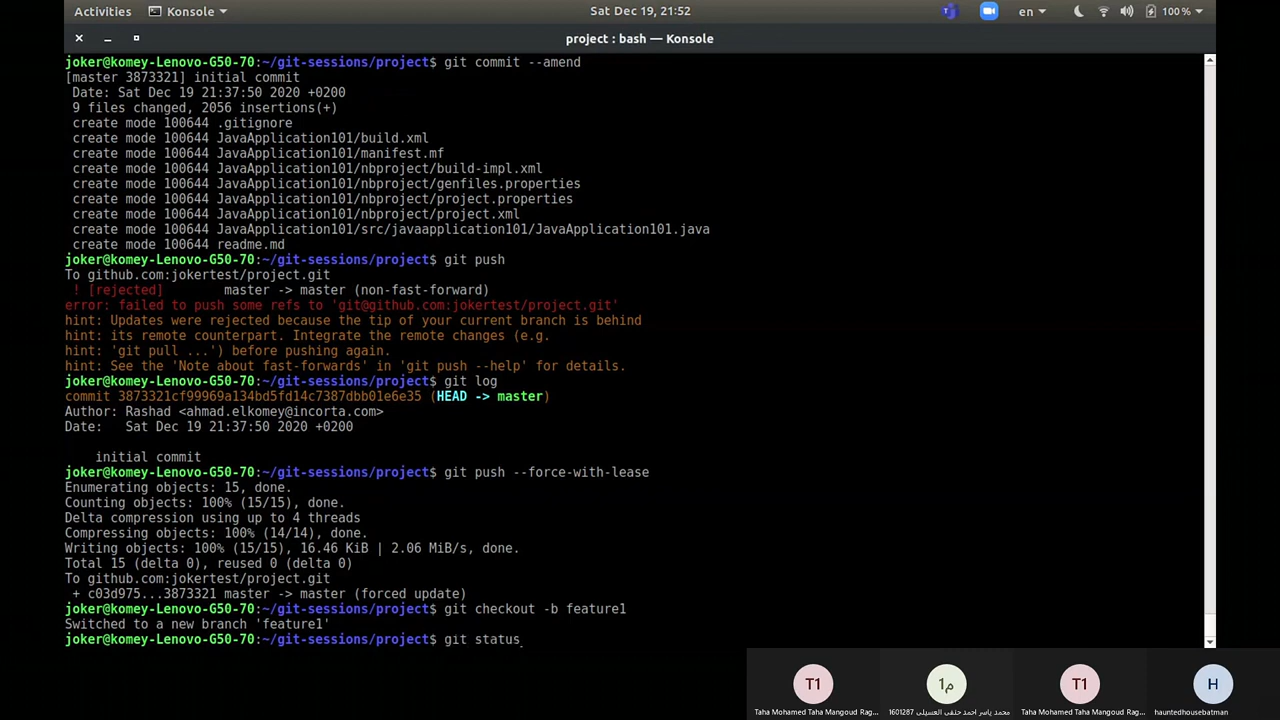 Activities Konsole Sat Dec 19, 21:52 en 100 %
project : bash — Konsole
joker@komey-Lenovo-G50-70:~/git-sessions/project$ git commit --amend
[master 3873321] initial commit
 Date: Sat Dec 19 21:37:50 2020 +0200
 9 files changed, 2056 insertions(+)
 create mode 100644 .gitignore
 create mode 100644 JavaApplication101/build.xml
 create mode 100644 JavaApplication101/manifest.mf
 create mode 100644 JavaApplication101/nbproject/build-impl.xml
 create mode 100644 JavaApplication101/nbproject/genfiles.properties
 create mode 100644 JavaApplication101/nbproject/project.properties
 create mode 100644 JavaApplication101/nbproject/project.xml
 create mode 100644 JavaApplication101/src/javaapplication101/JavaApplication101.java
 create mode 100644 readme.md
joker@komey-Lenovo-G50-70:~/git-sessions/project$ git push
To github.com:jokertest/project.git
 ! [rejected]        master -> master (non-fast-forward)
error: failed to push some refs to 'git@github.com:jokertest/project.git'
hint: Updates were rejected because the tip of your current branch is behind
hint: its remote counterpart. Integrate the remote changes (e.g.
hint: 'git pull ...') before pushing again.
hint: See the 'Note about fast-forwards' in 'git push --help' for details.
joker@komey-Lenovo-G50-70:~/git-sessions/project$ git log
commit 3873321cf99969a134bd5fd14c7387dbb01e6e35 (HEAD -> master)
Author: Rashad <ahmad.elkomey@incorta.com>
Date:   Sat Dec 19 21:37:50 2020 +0200
    initial commit
joker@komey-Lenovo-G50-70:~/git-sessions/project$ git push --force-with-lease
Enumerating objects: 15, done.
Counting objects: 100% (15/15), done.
Delta compression using up to 4 threads
Compressing objects: 100% (14/14), done.
Writing objects: 100% (15/15), 16.46 KiB | 2.06 MiB/s, done.
Total 15 (delta 0), reused 0 (delta 0)
To github.com:jokertest/project.git
 + c03d975...3873321 master -> master (forced update)
joker@komey-Lenovo-G50-70:~/git-sessions/project$ git checkout -b feature1
Switched to a new branch 'feature1'
joker@komey-Lenovo-G50-70:~/git-sessions/project$ git status
T1 م1 T1 H
Taha Mohamed Taha Mangoud Rag... 1601287 محمد ياسر احمد حنفى العسيلى Taha Mohamed Taha Mangoud Rag... hauntedhousebatman